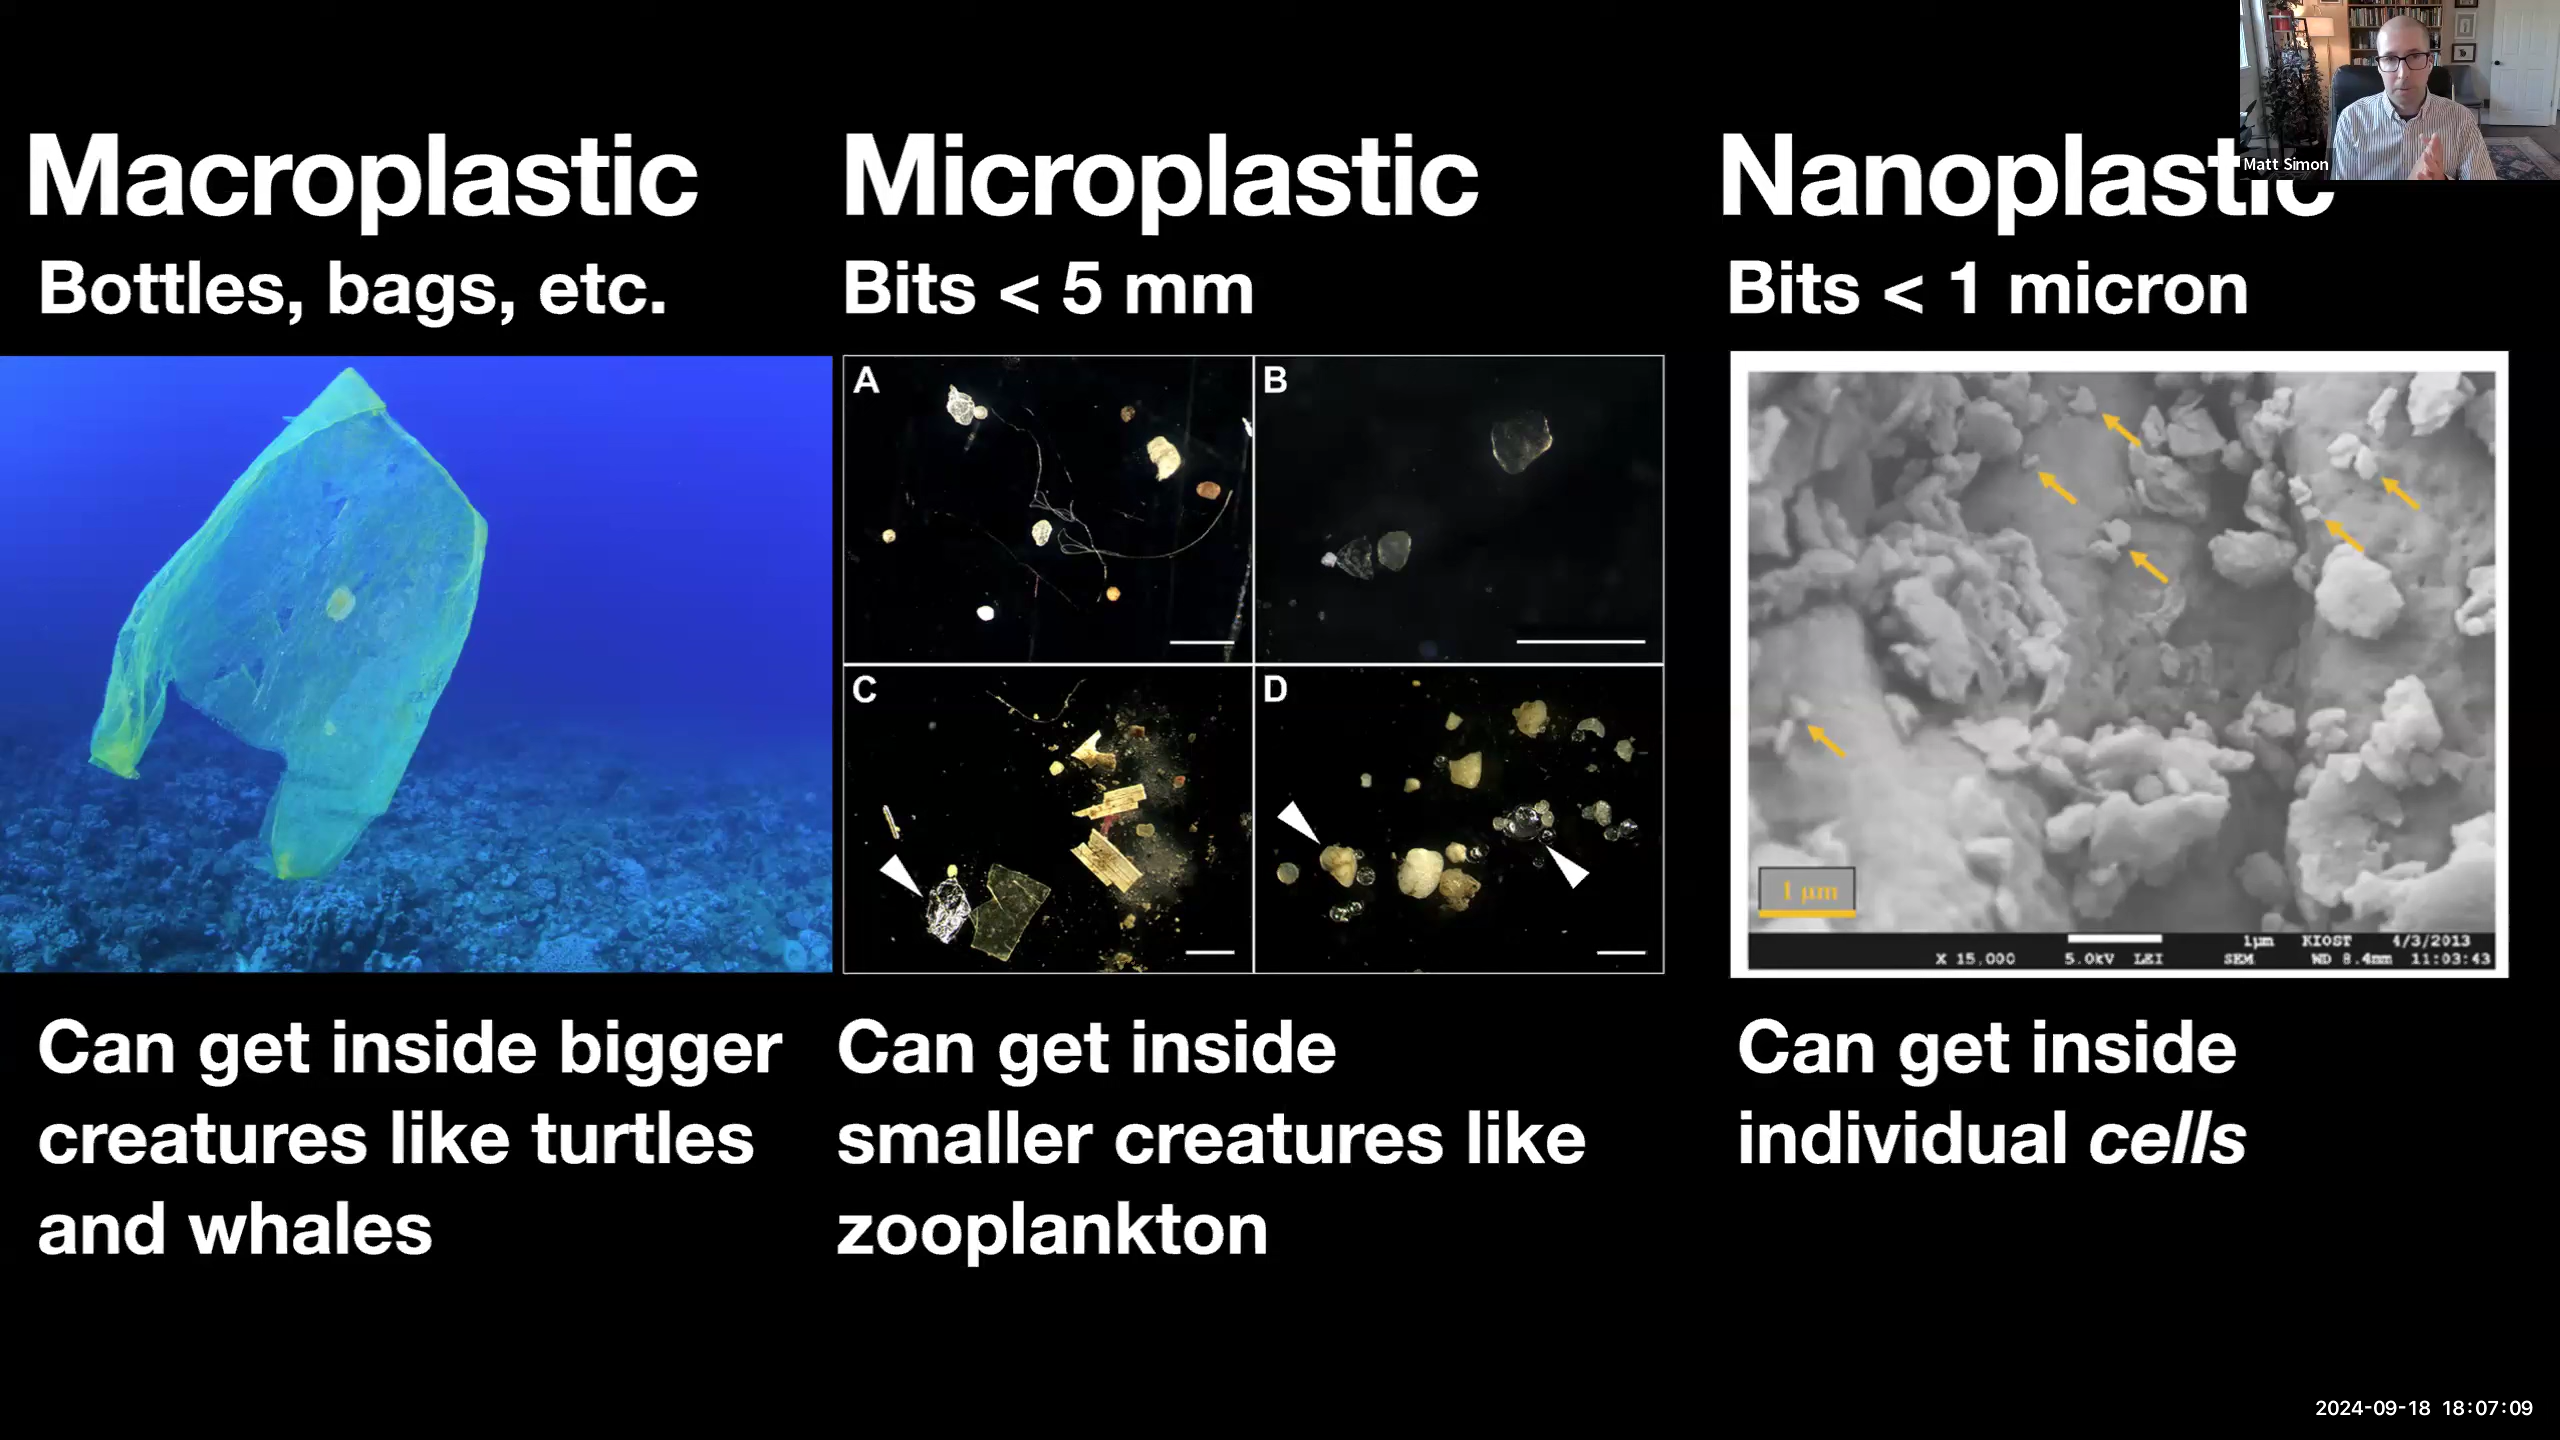 Macroplastic
Bottles, bags, etc.
Can get inside bigger
creatures like turtles
and whales
Microplastic
Bits < 5 mm
A
B
C
D
Can get inside
smaller creatures like
zooplankton
Nanoplastic
Bits < 1 micron
1 µm
1µm KIOST 4/3/2013
X 15,000 5.0kV LEI SEM WD 8.4mm 11:03:43
Can get inside
individual cells
Matt Simon
2024-09-18 18:07:09